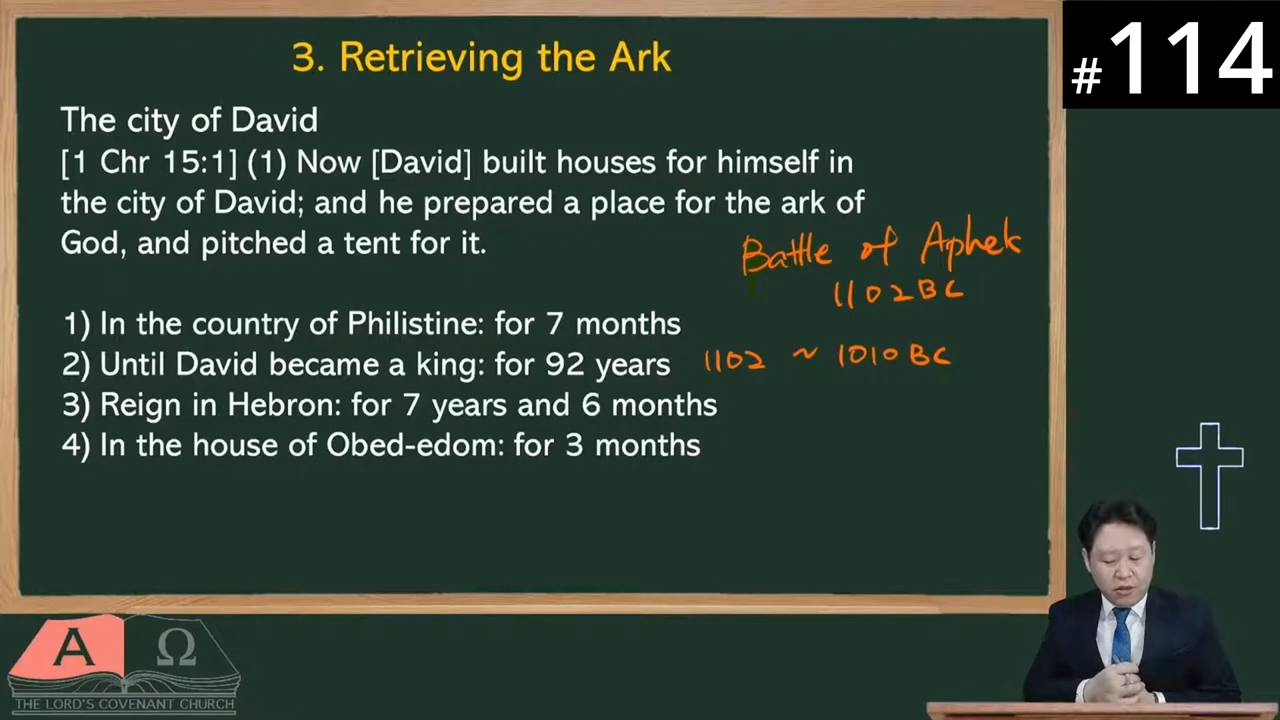 3. Retrieving the Ark
#114
The city of David
[1 Chr 15:1] (1) Now [David] built houses for himself in
the city of David; and he prepared a place for the ark of
God, and pitched a tent for it.
Battle of Aphek
1102 BC
1) In the country of Philistine: for 7 months
2) Until David became a king: for 92 years
1102 ~ 1010 BC
3) Reign in Hebron: for 7 years and 6 months
4) In the house of Obed-edom: for 3 months
Α Ω
THE LORD'S COVENANT CHURCH